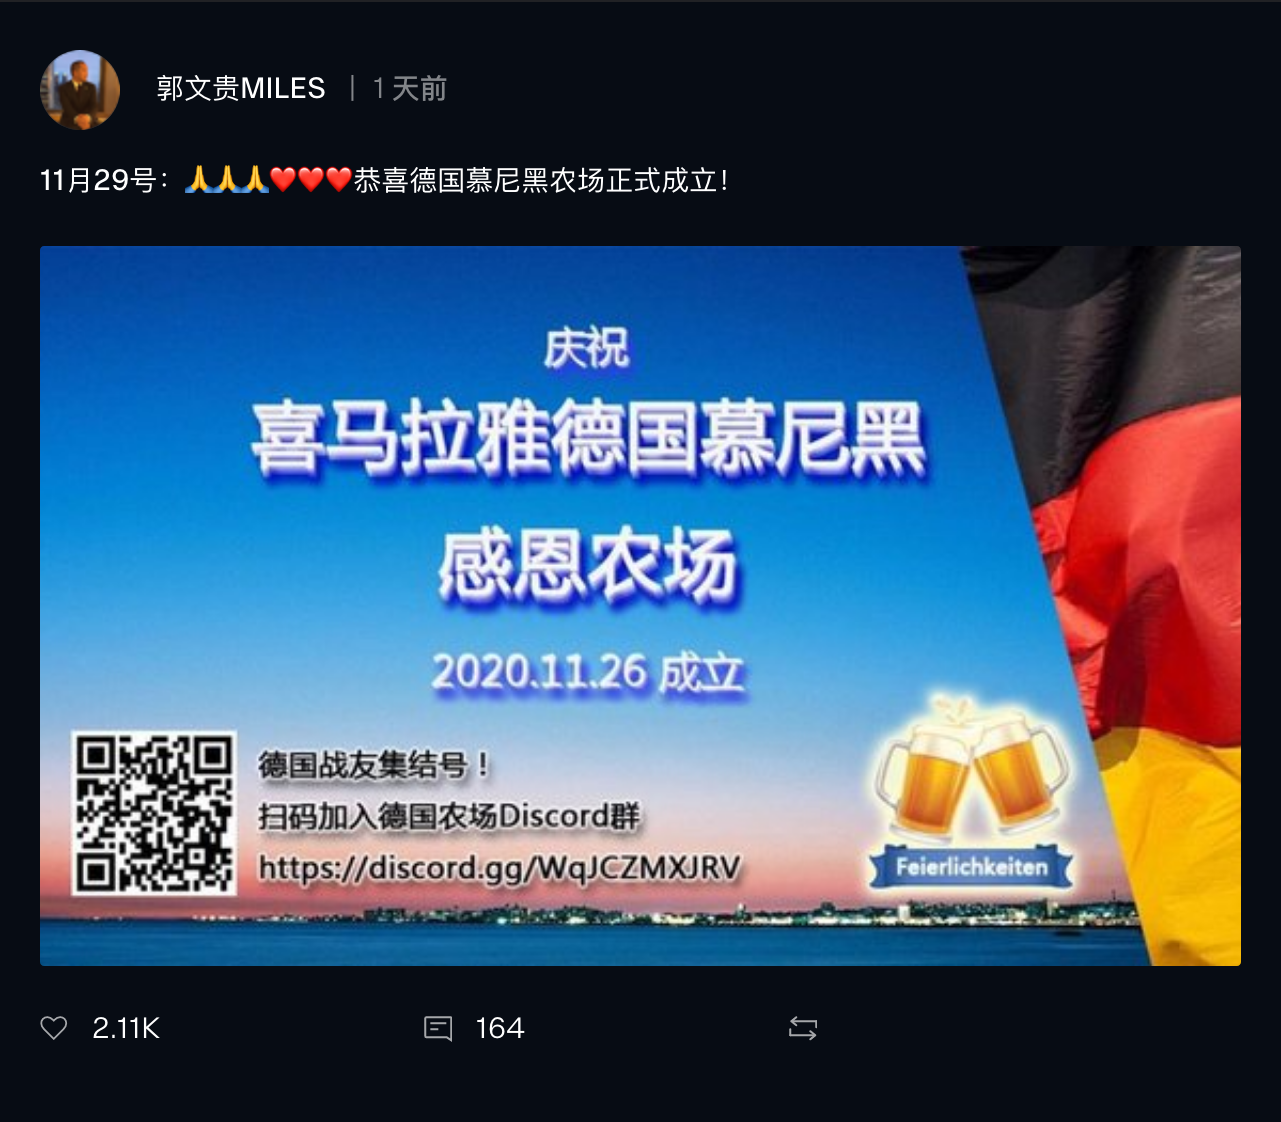 郭文贵MILES | 1 天前
11月29号：🙏🙏🙏❤️❤️❤️恭喜德国慕尼黑农场正式成立！
庆祝
喜马拉雅德国慕尼黑
感恩农场
2020.11.26 成立
德国战友集结号！
扫码加入德国农场Discord群
https://discord.gg/WqJCZMXJRV
Feierlichkeiten
2.11K
164